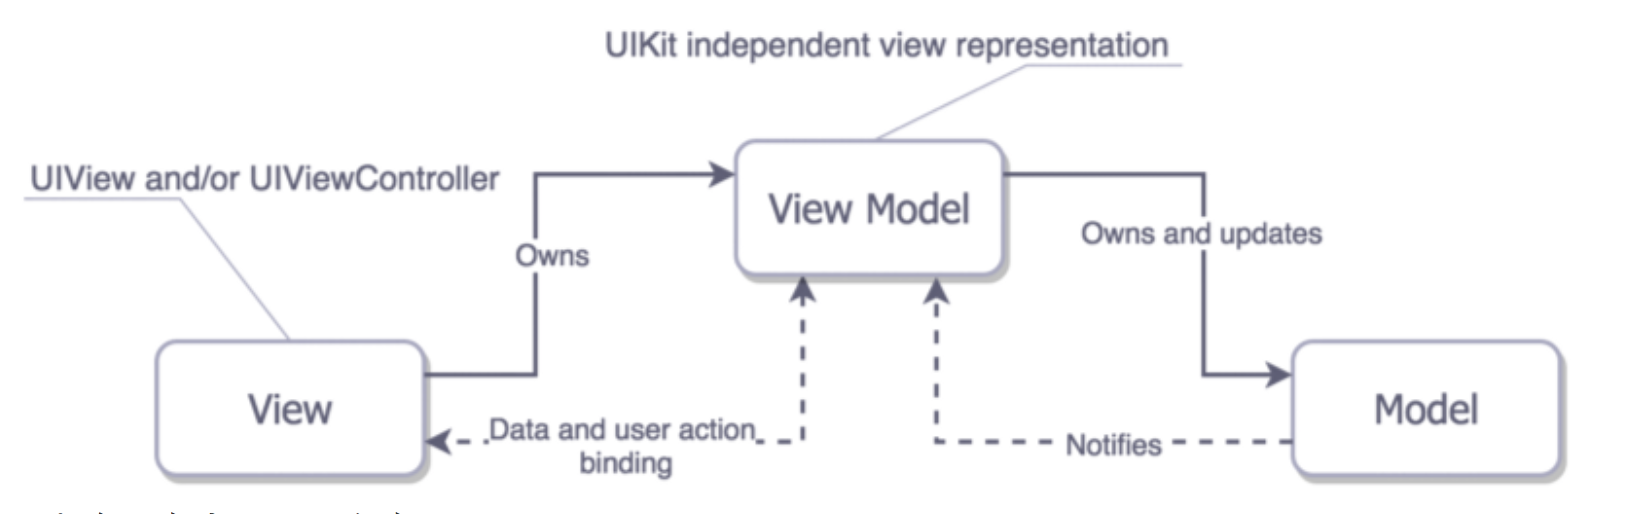 UIKit independent view representation
UIView and/or UIViewController
View Model
Owns and updates
Owns
View
Data and user action
binding
Notifies
Model